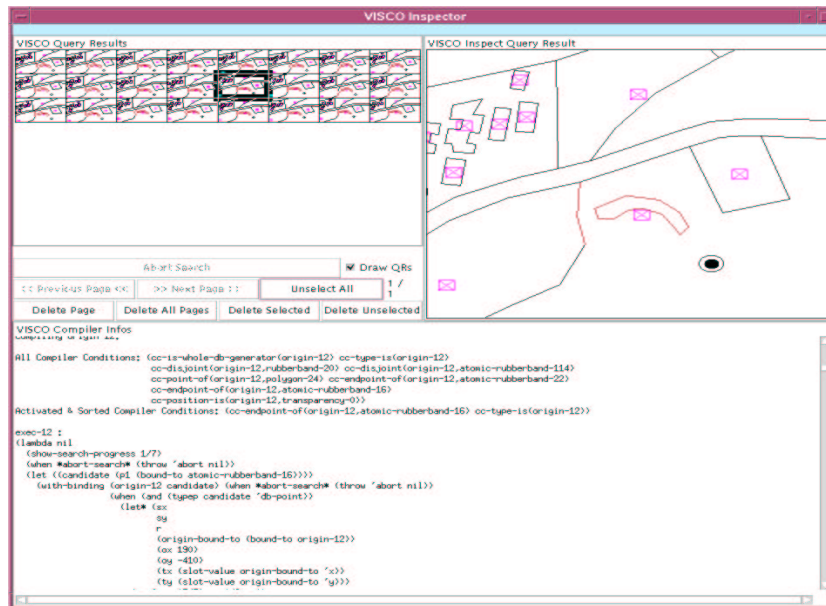 VISCO Inspector
VISCO Query Results
VISCO Inspect Query Result
Abort Search
Draw QRs
<< Previous Page <<
>> Next Page >>
Unselect All
1 / 1
Delete Page
Delete All Pages
Delete Selected
Delete Unselected
VISCO Compiler Infos
Compiling origin-12,
All Compiler Conditions: (cc-is-whole-db-generator(origin-12) cc-type-is(origin-12)
cc-disjoint(origin-12,rubberband-20) cc-disjoint(origin-12,atomic-rubberband-114)
cc-point-of(origin-12,polygon-24) cc-endpoint-of(origin-12,atomic-rubberband-22)
cc-endpoint-of(origin-12,atomic-rubberband-16)
cc-position-is(origin-12,transparency-0))
Activated & Sorted Compiler Conditions: (cc-endpoint-of(origin-12,atomic-rubberband-16) cc-type-is(origin-12))
exec-12 :
(lambda nil
(show-search-progress 1/7)
(when *abort-search* (throw 'abort nil))
(let ((candidate (p1 (bound-to atomic-rubberband-16))))
(with-binding (origin-12 candidate) (when *abort-search* (throw 'abort nil))
(when (and (typep candidate 'db-point))
(let* (sx
sy
r
(origin-bound-to (bound-to origin-12))
(ox 190)
(oy -410)
(tx (slot-value origin-bound-to 'x))
(ty (slot-value origin-bound-to 'y)))